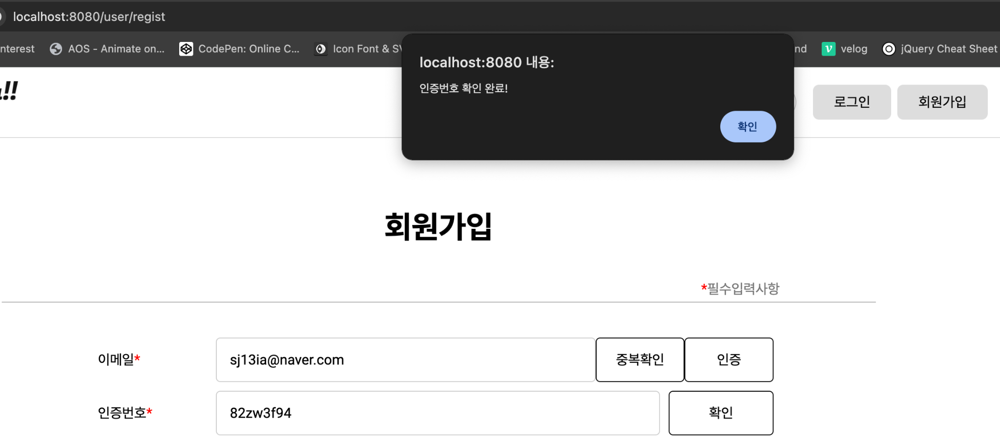 localhost:8080/user/regist
nterest AOS - Animate on... CodePen: Online C... Icon Font & SV nd velog jQuery Cheat Sheet
localhost:8080 내용:
인증번호 확인 완료!
확인
!!
로그인 회원가입
회원가입
*필수입력사항
이메일* sj13ia@naver.com 중복확인 인증
인증번호* 82zw3f94 확인